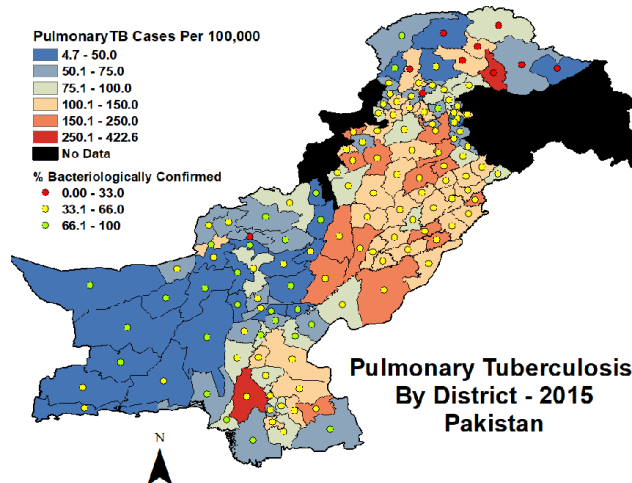 Pulmonary TB Cases Per 100,000
4.7 - 50.0
50.1 - 75.0
75.1 - 100.0
100.1 - 150.0
150.1 - 250.0
250.1 - 422.6
No Data
% Bacteriologically Confirmed
0.00 - 33.0
33.1 - 66.0
66.1 - 100
Pulmonary Tuberculosis
By District - 2015
Pakistan
N